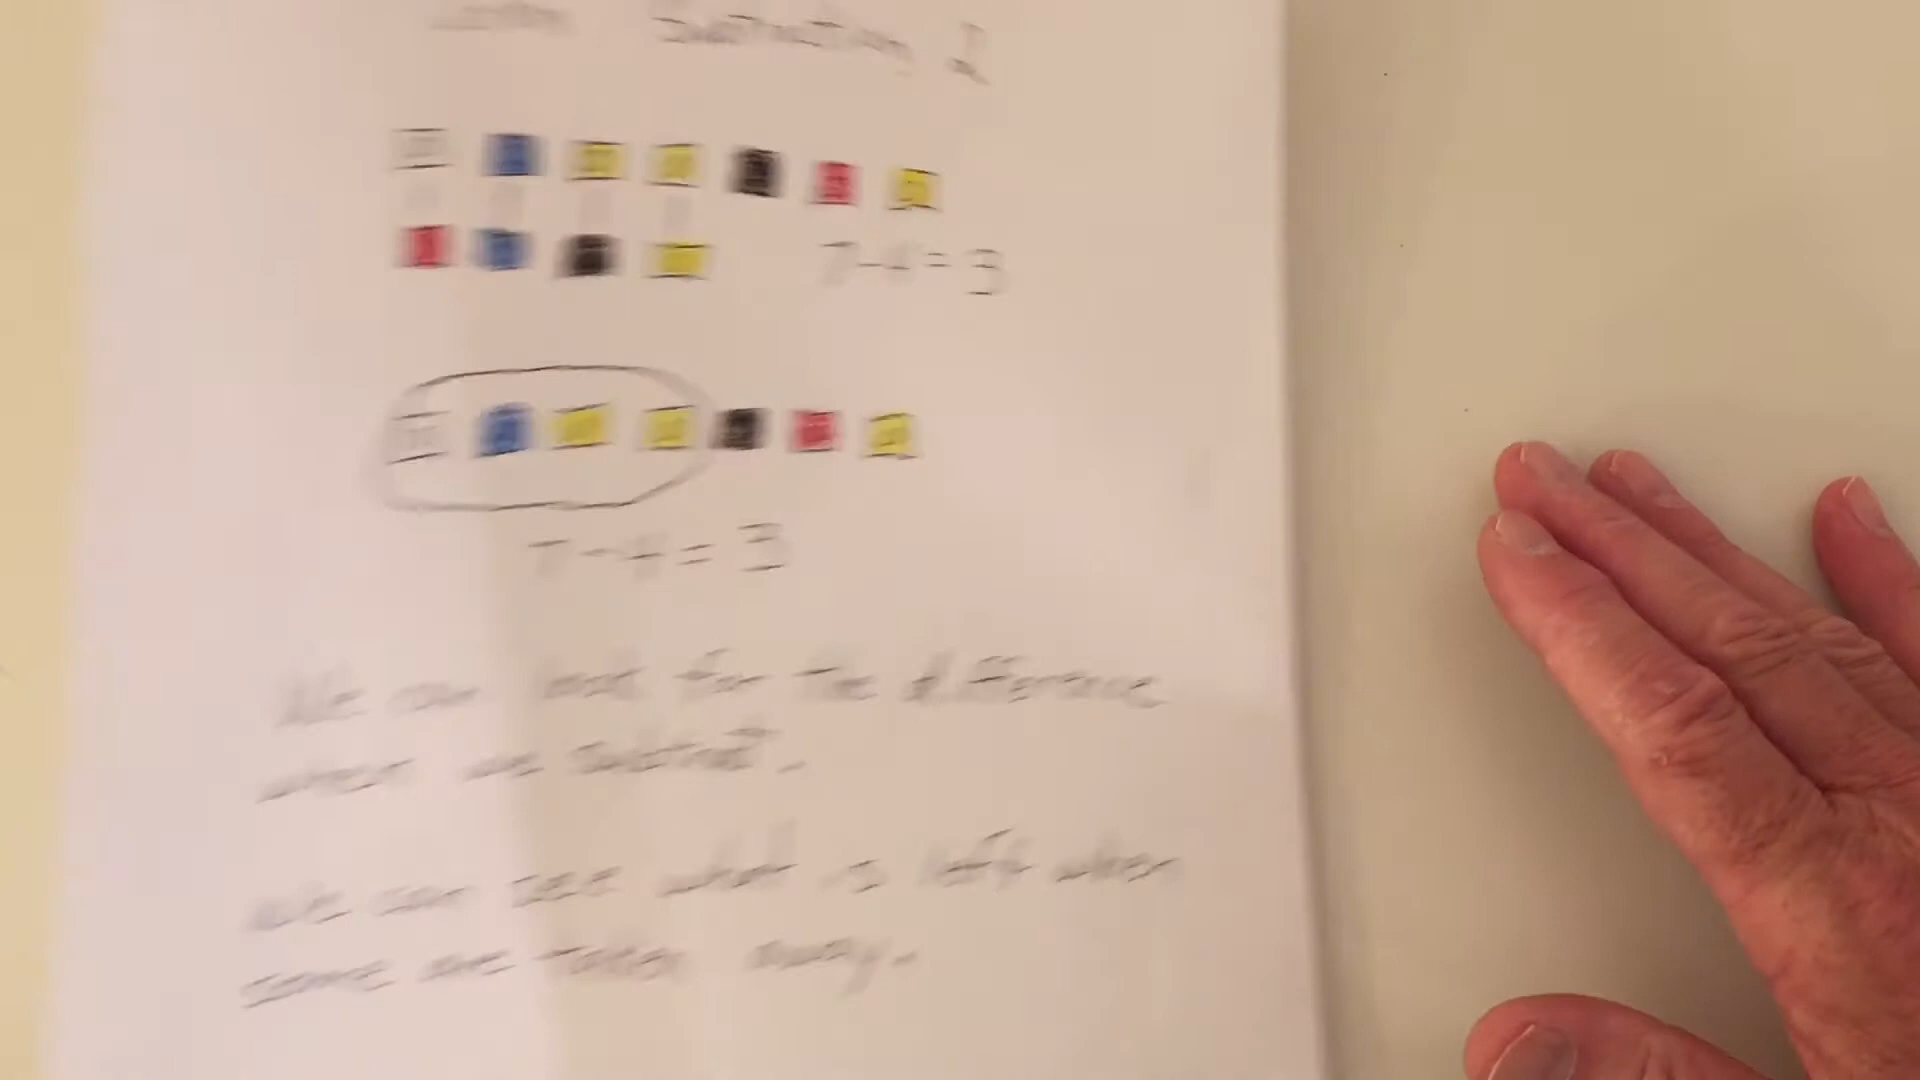 Subtraction 1
7-4=3
7-4=3
We can look for the difference
when we subtract.
We can see what is left when
some are taken away.